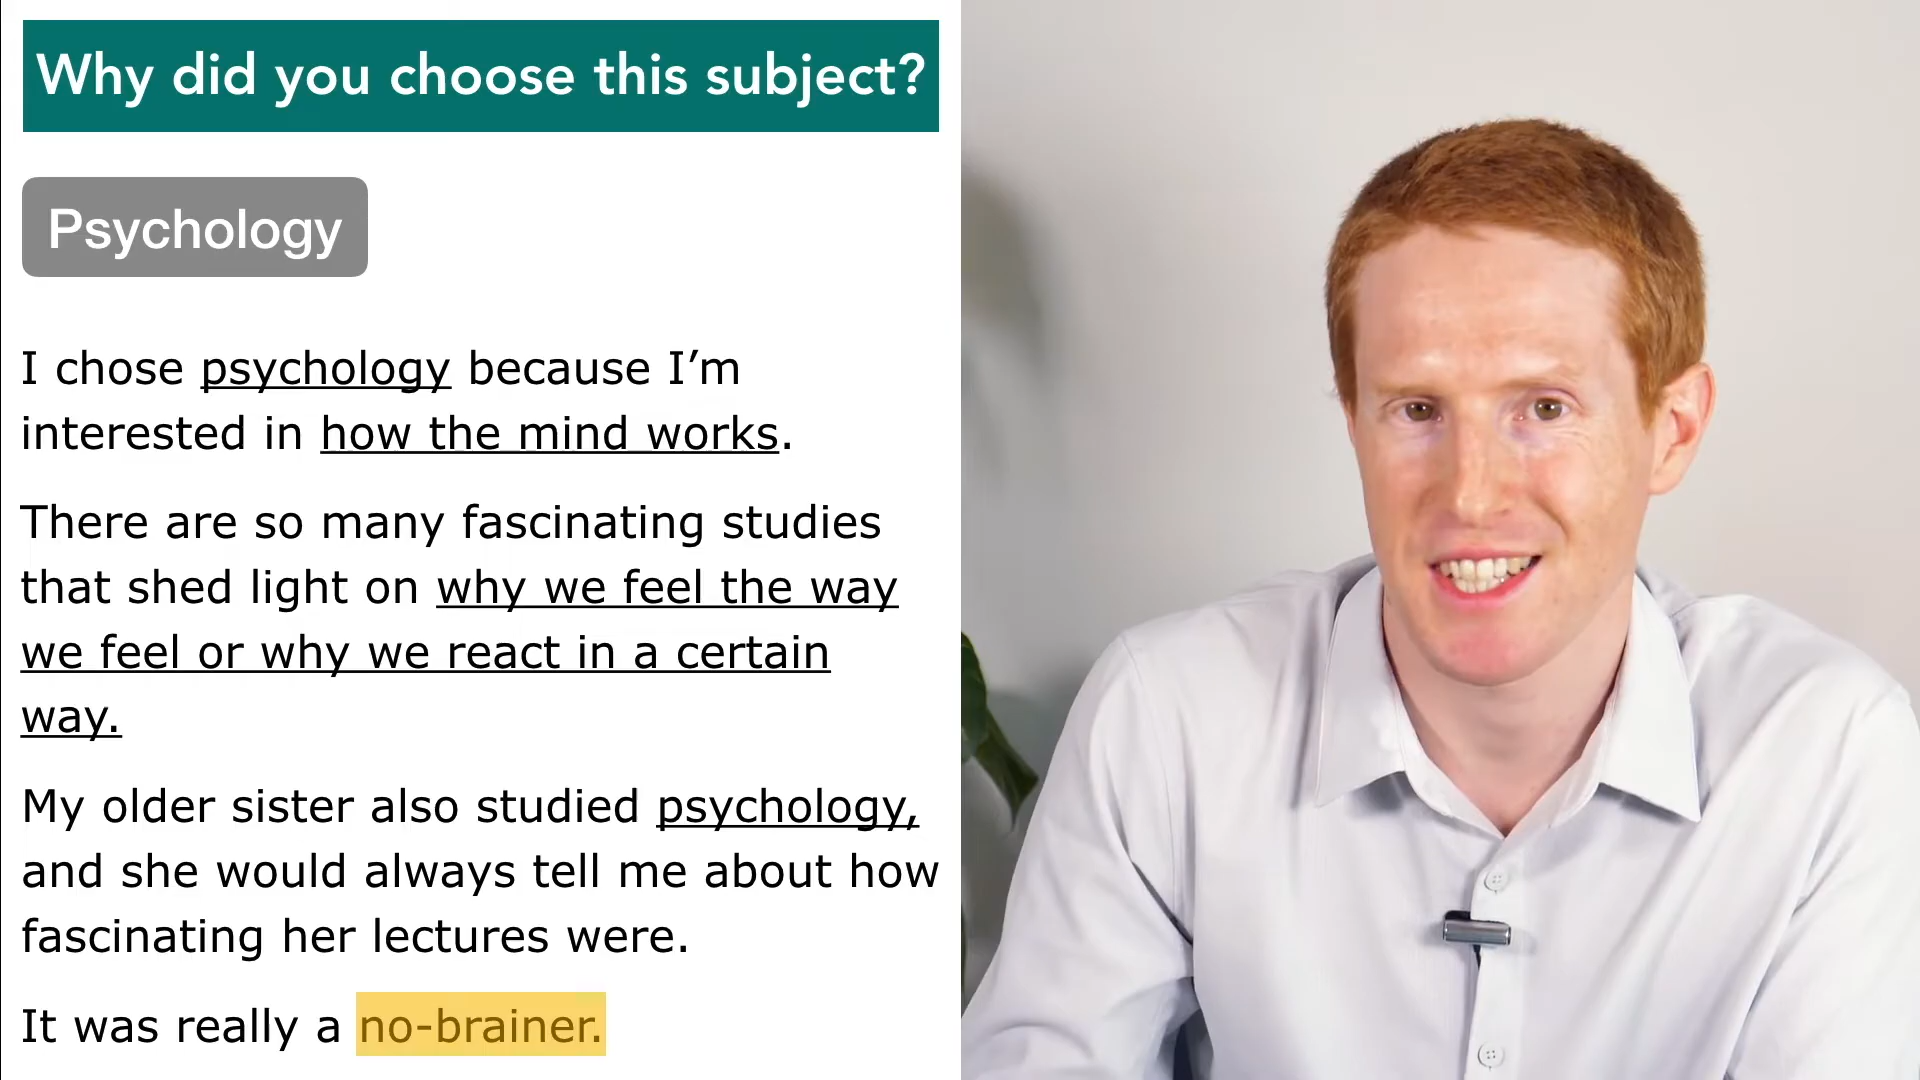 Why did you choose this subject?
Psychology
I chose psychology because I’m
interested in how the mind works.
There are so many fascinating studies
that shed light on why we feel the way
we feel or why we react in a certain
way.
My older sister also studied psychology,
and she would always tell me about how
fascinating her lectures were.
It was really a no-brainer.